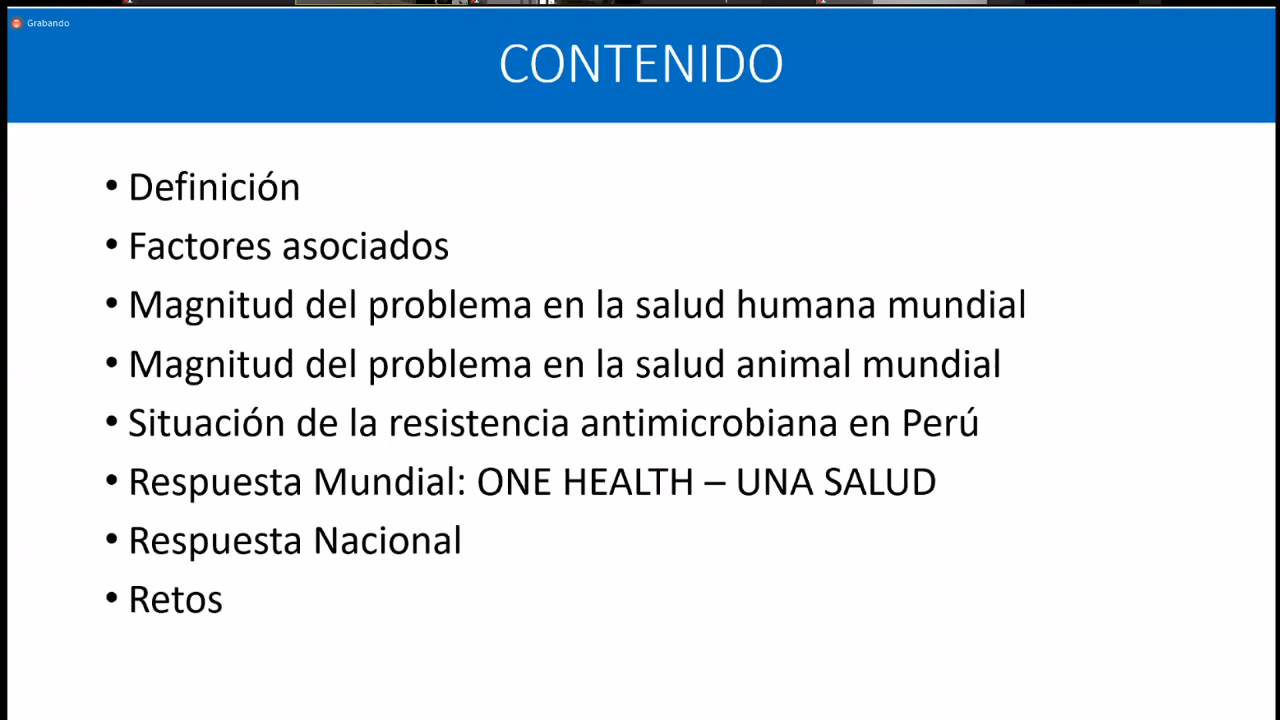 Grabando
CONTENIDO
• Definición
• Factores asociados
• Magnitud del problema en la salud humana mundial
• Magnitud del problema en la salud animal mundial
• Situación de la resistencia antimicrobiana en Perú
• Respuesta Mundial: ONE HEALTH – UNA SALUD
• Respuesta Nacional
• Retos